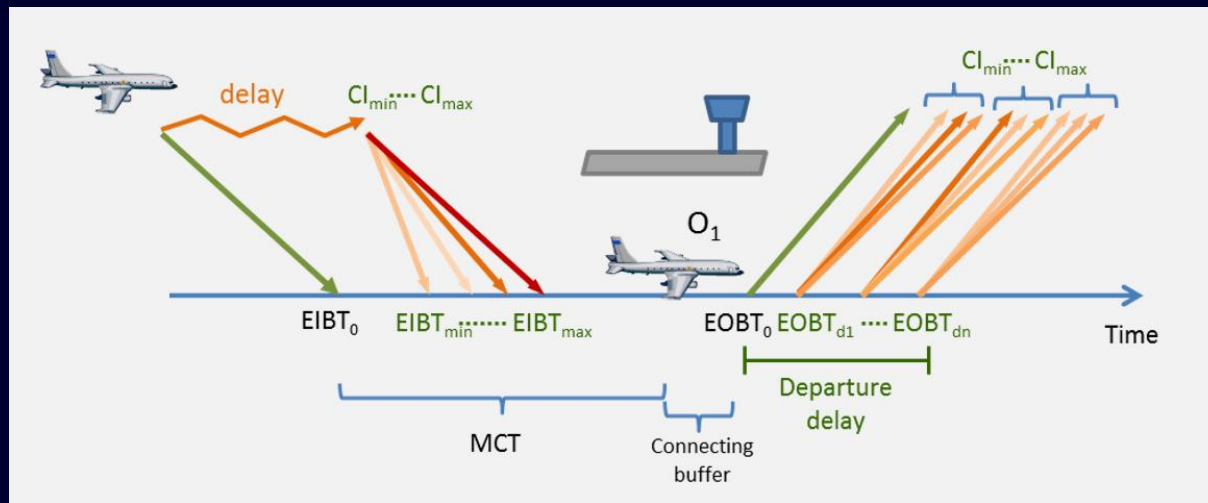 delay
CI_min ···· CI_max
CI_min ···· CI_max
O_1
EIBT_0
EIBT_min ······· EIBT_max
EOBT_0 EOBT_d1 ···· EOBT_dn
Time
MCT
Connecting
buffer
Departure
delay